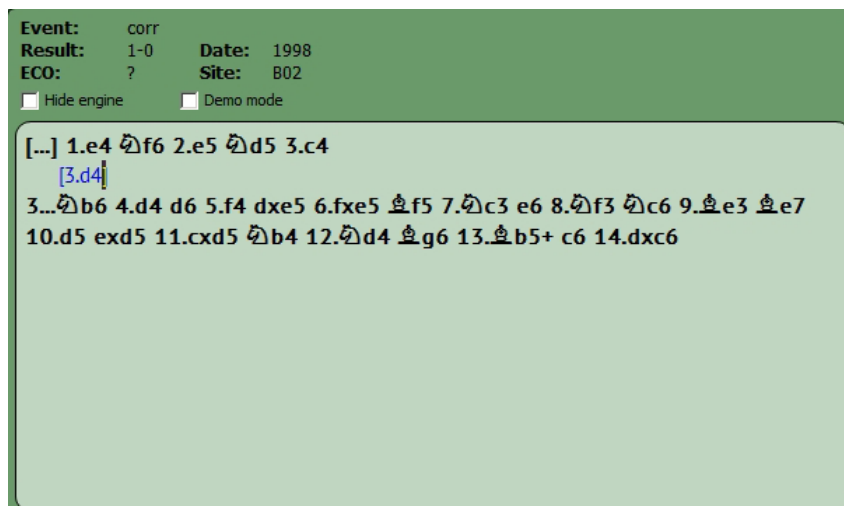 Event: corr
Result: 1-0 Date: 1998
ECO: ? Site: B02
Hide engine Demo mode
[...] 1.e4 ♘f6 2.e5 ♘d5 3.c4
[3.d4]
3...♘b6 4.d4 d6 5.f4 dxe5 6.fxe5 ♗f5 7.♘c3 e6 8.♘f3 ♘c6 9.♗e3 ♗e7
10.d5 exd5 11.cxd5 ♘b4 12.♘d4 ♗g6 13.♗b5+ c6 14.dxc6